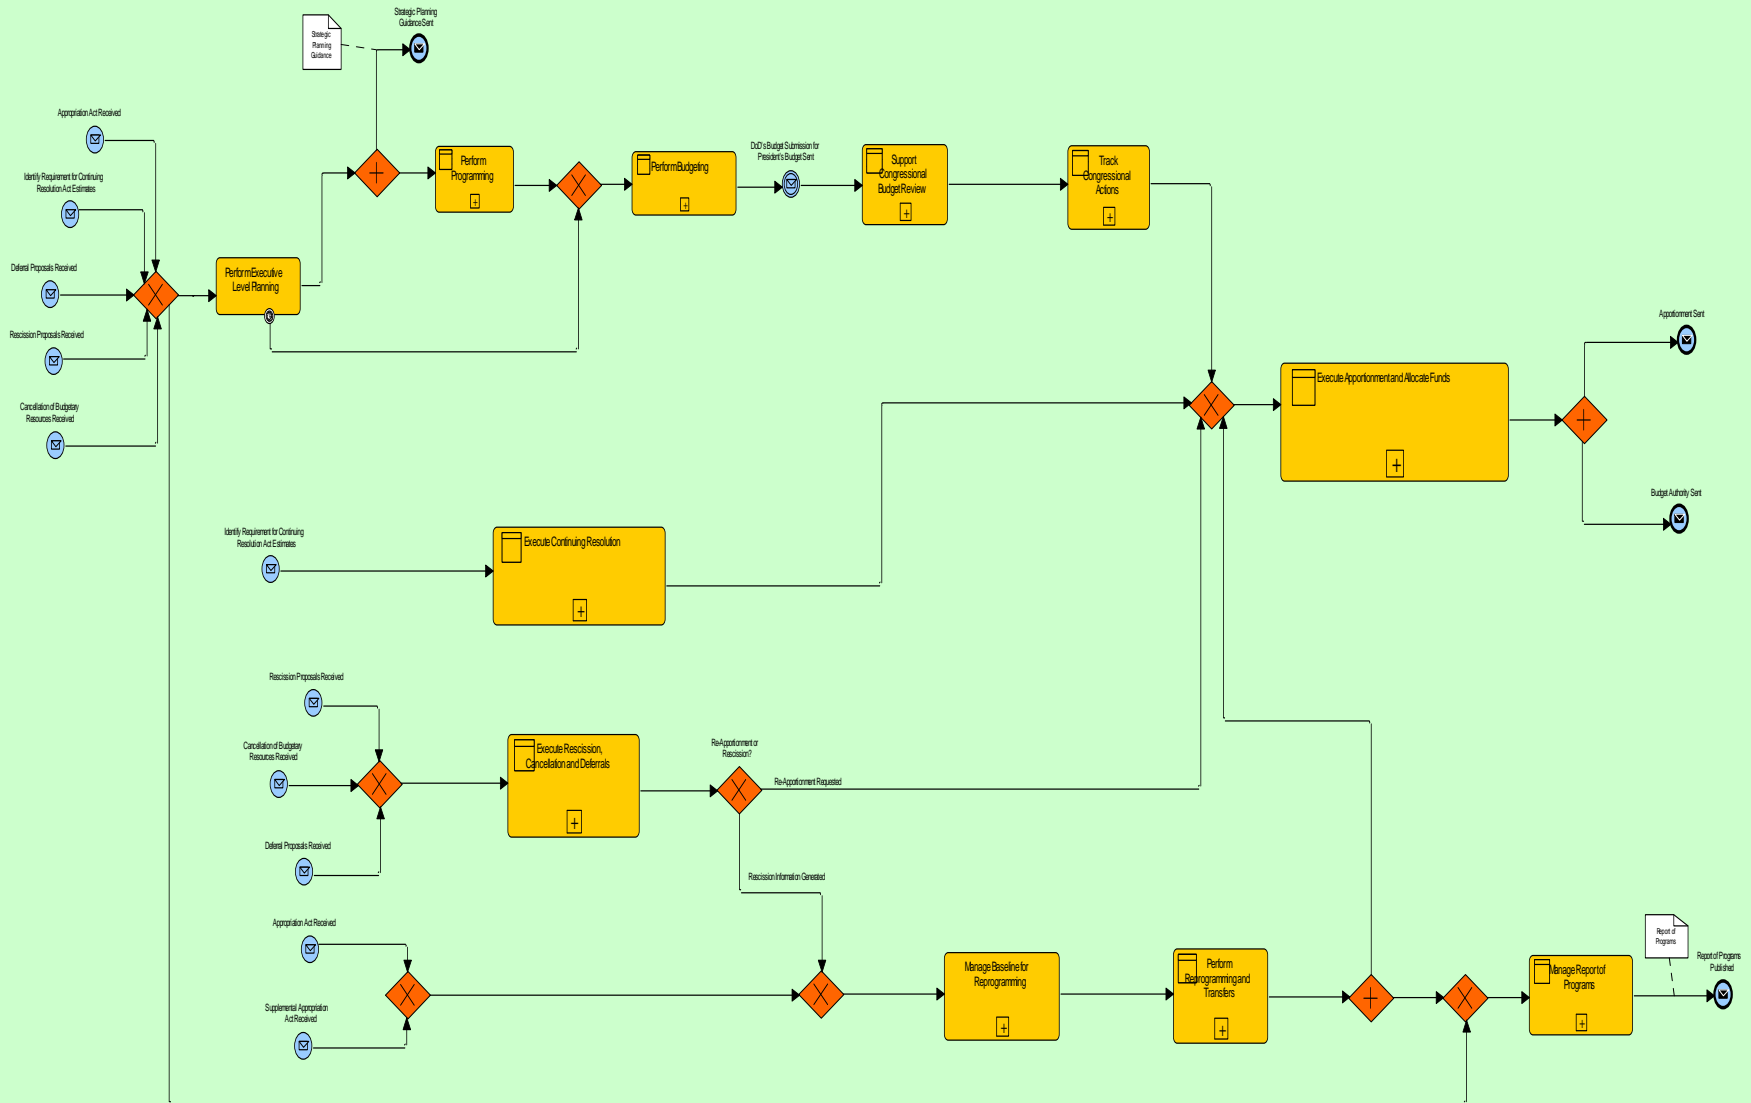 Strategic Planning
Guidance Sent
Strategic
Planning
Guidance
Appropriation Act Received
Identify Requirement for Continuing
Resolution Act Estimates
Deferral Proposals Received
Rescission Proposals Received
Cancellation of Budgetary
Resources Received
Perform Executive
Level Planning
Perform
Programming
Perform Budgeting
DoD's Budget Submission for
President's Budget Sent
Support
Congressional
Budget Review
Track
Congressional
Actions
Apportionment Sent
Execute Apportionment and Allocate Funds
Budget Authority Sent
Identify Requirement for Continuing
Resolution Act Estimates
Execute Continuing Resolution
Rescission Proposals Received
Cancellation of Budgetary
Resources Received
Deferral Proposals Received
Execute Rescission,
Cancellation and Deferrals
Re-Apportionment or
Rescission?
Re-Apportionment Requested
Rescission Information Generated
Appropriation Act Received
Supplemental Appropriation
Act Received
Manage Baseline for
Reprogramming
Perform
Reprogramming and
Transfers
Manage Report of
Programs
Report of
Programs
Report of Programs
Published